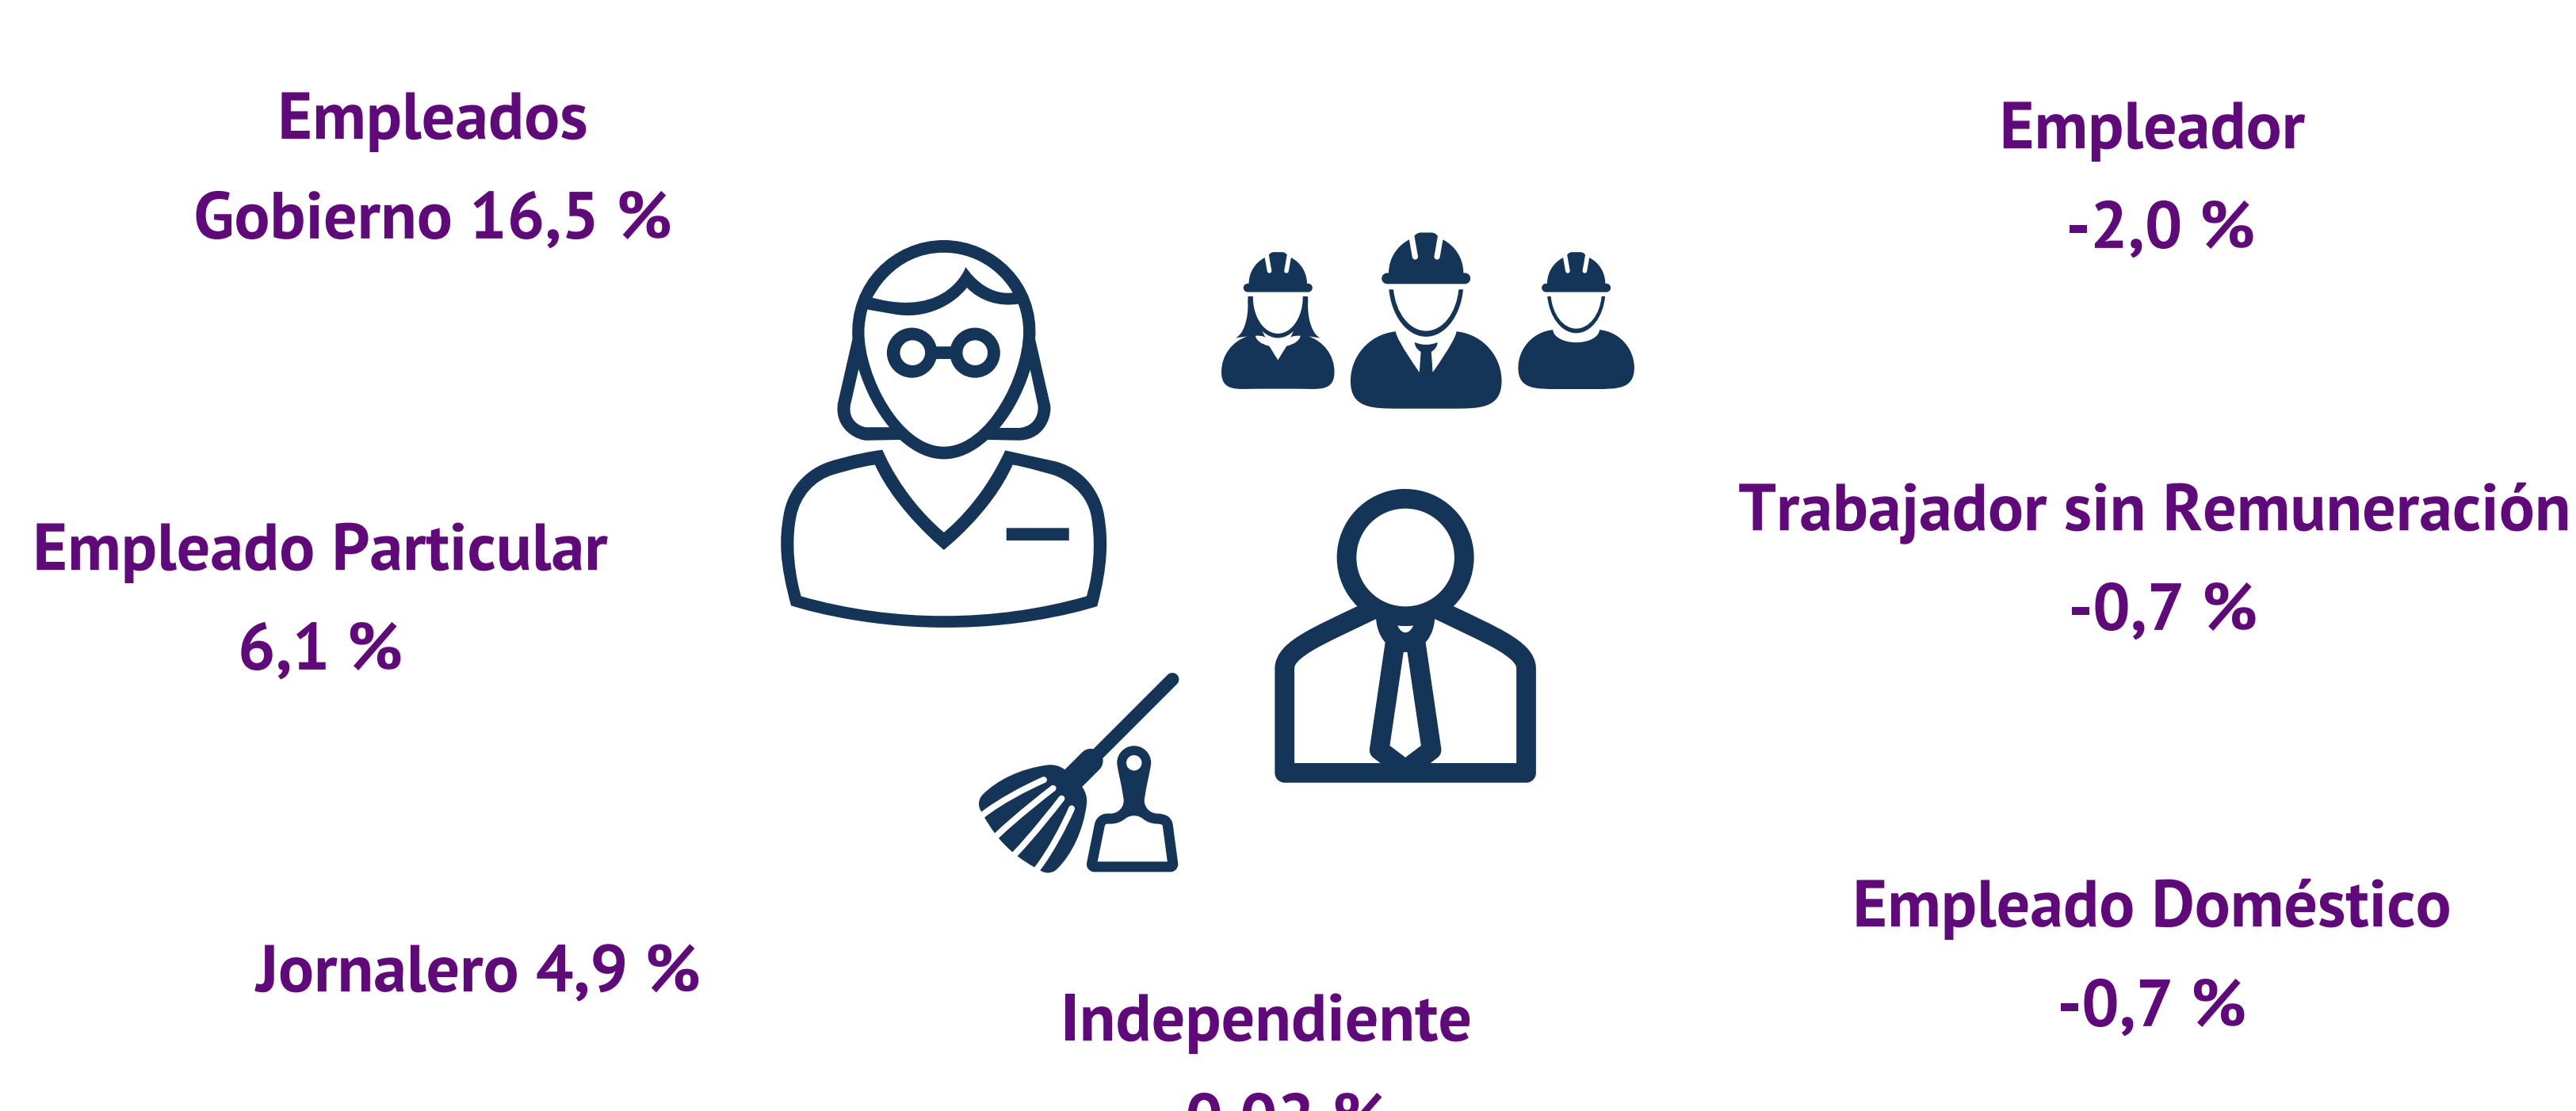 Empleados
Gobierno 16,5 %
Empleador
-2,0 %
Empleado Particular
6,1 %
Trabajador sin Remuneración
-0,7 %
Jornalero 4,9 %
Empleado Doméstico
-0,7 %
Independiente